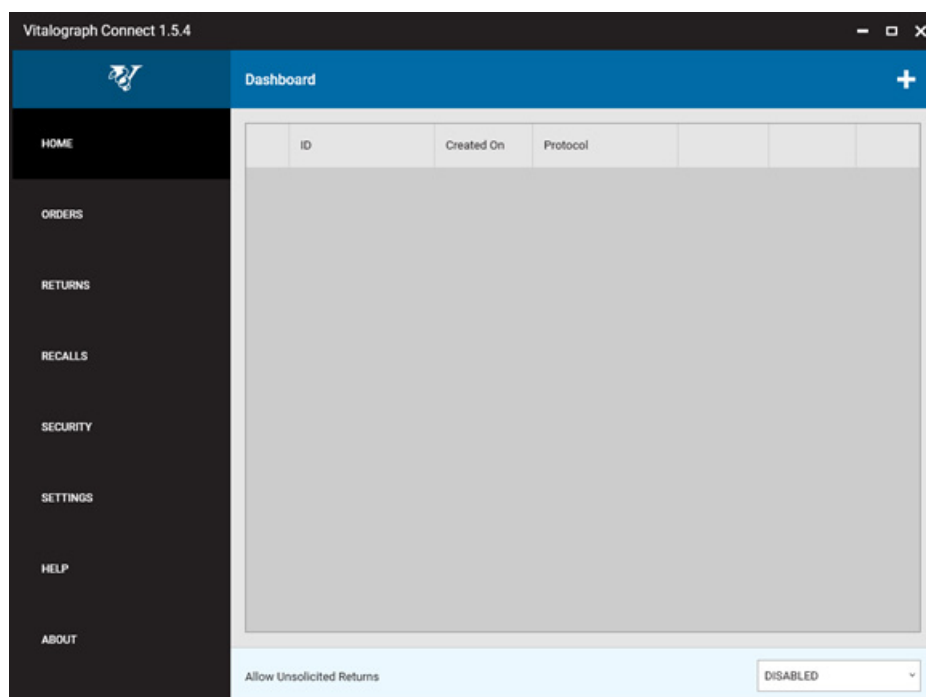 Vitalograph Connect 1.5.4
Dashboard
HOME
ORDERS
RETURNS
RECALLS
SECURITY
SETTINGS
HELP
ABOUT
ID Created On Protocol
Allow Unsolicited Returns DISABLED